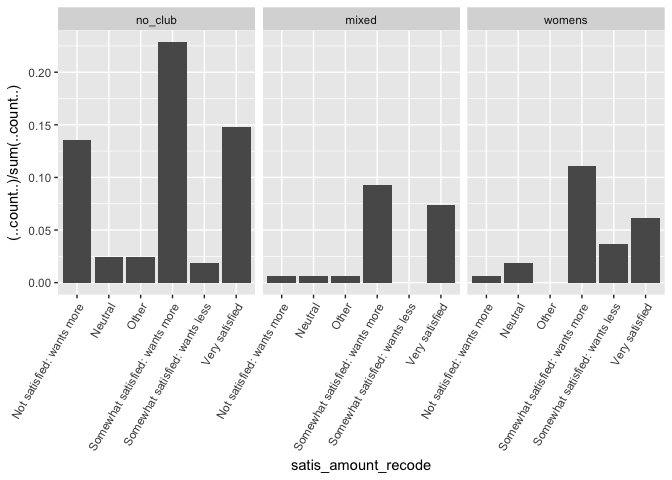 no_club
mixed
womens
(..count..)/sum(..count..)
0.20
0.15
0.10
0.05
0.00
Not satisfied: wants more
Neutral
Other
Somewhat satisfied: wants more
Somewhat satisfied: wants less
Very satisfied
Not satisfied: wants more
Neutral
Other
Somewhat satisfied: wants more
Somewhat satisfied: wants less
Very satisfied
Not satisfied: wants more
Neutral
Other
Somewhat satisfied: wants more
Somewhat satisfied: wants less
Very satisfied
satis_amount_recode